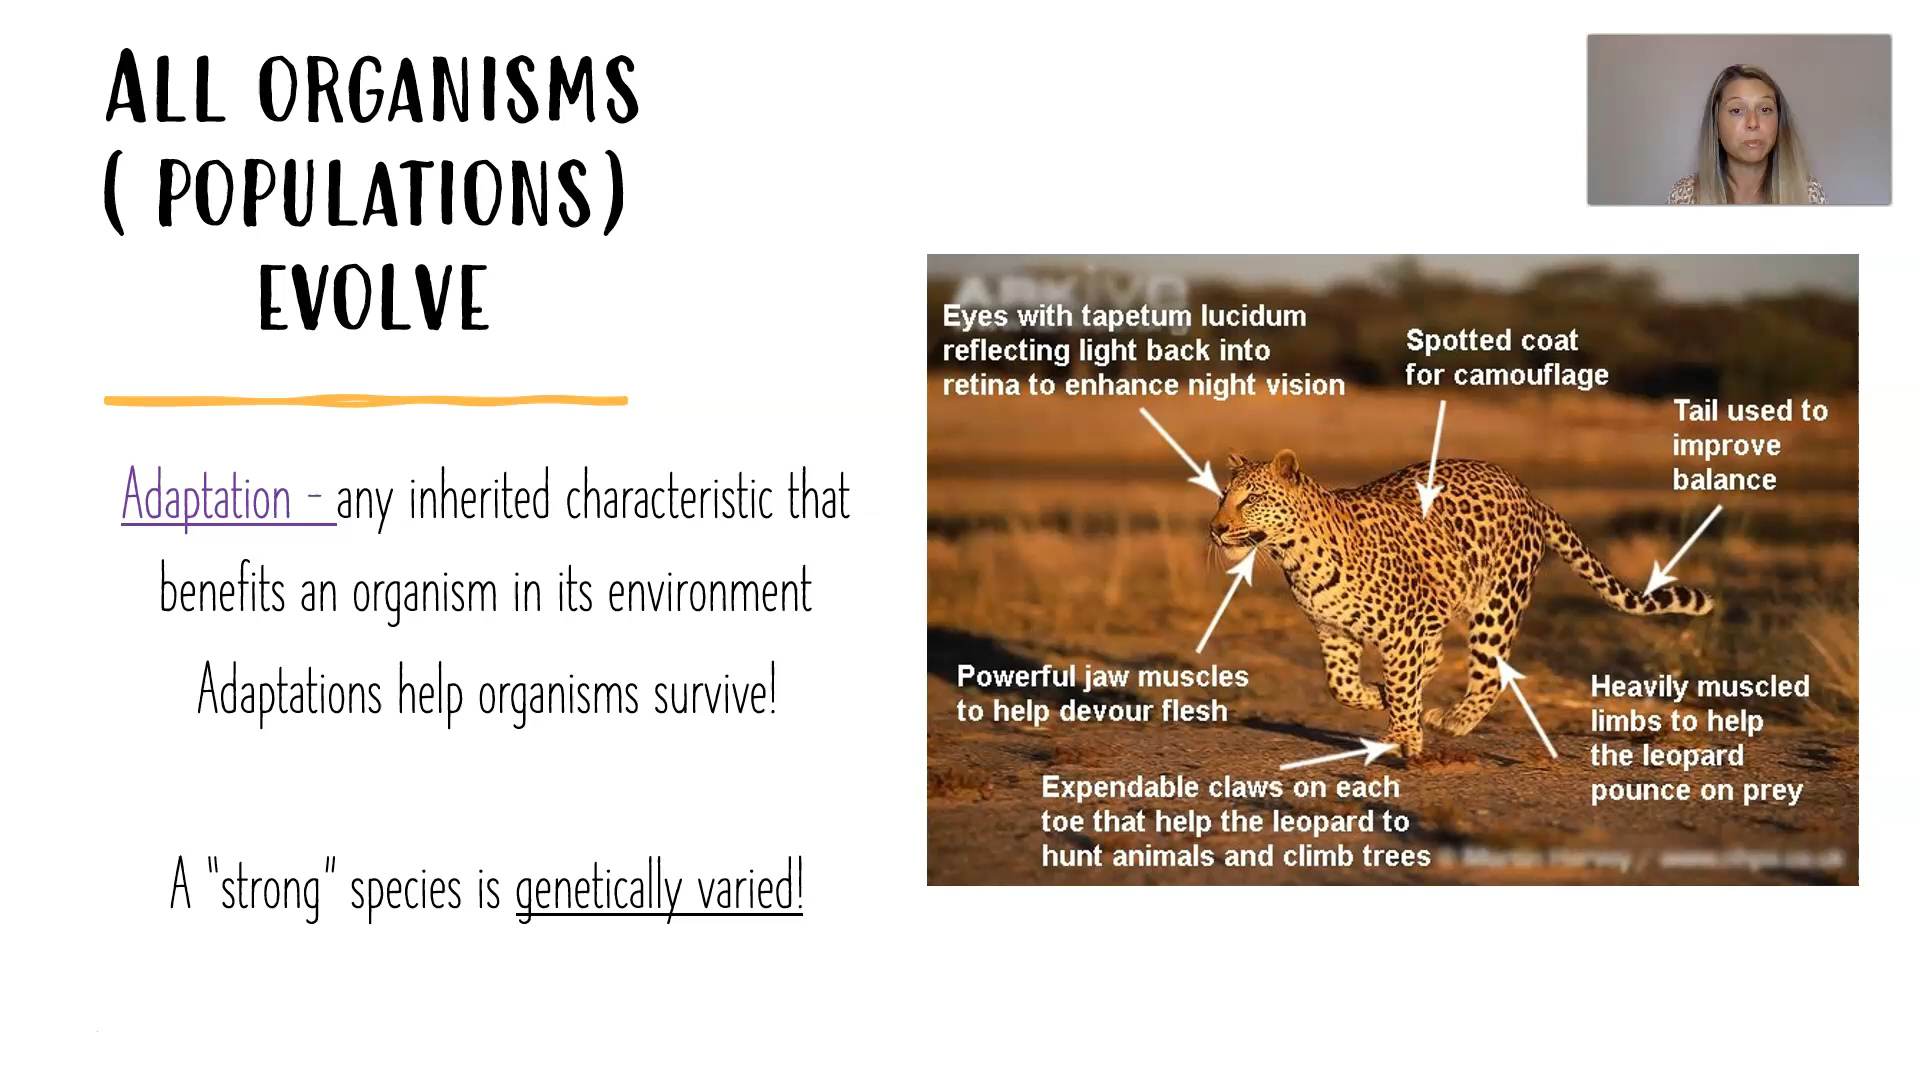 ALL ORGANISMS
( POPULATIONS)
EVOLVE
Adaptation - any inherited characteristic that
benefits an organism in its environment
Adaptations help organisms survive!
A "strong" species is genetically varied!
Eyes with tapetum lucidum
reflecting light back into
retina to enhance night vision
Spotted coat
for camouflage
Tail used to
improve
balance
Powerful jaw muscles
to help devour flesh
Heavily muscled
limbs to help
the leopard
pounce on prey
Expendable claws on each
toe that help the leopard to
hunt animals and climb trees